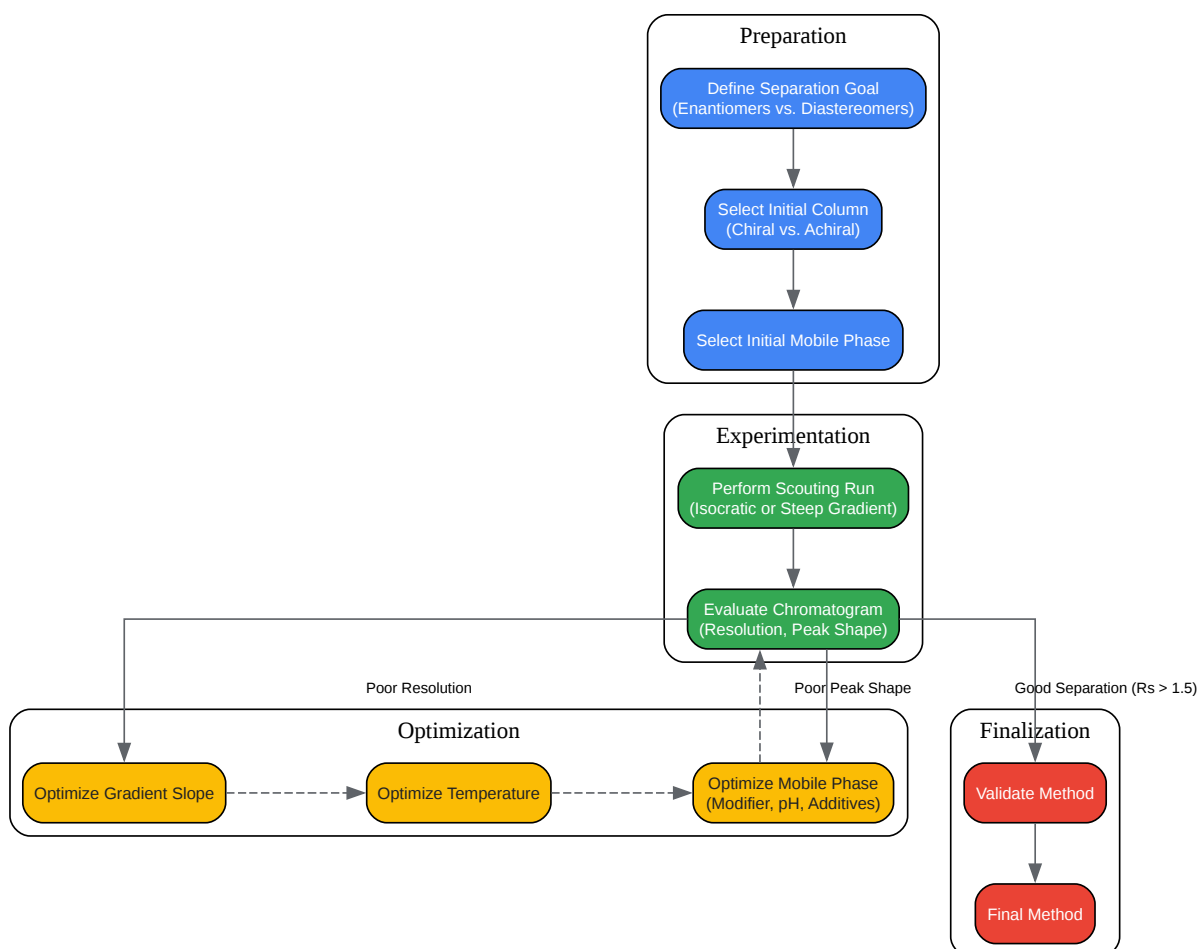 Preparation
Define Separation Goal
(Enantiomers vs. Diastereomers)
Select Initial Column
(Chiral vs. Achiral)
Select Initial Mobile Phase
Experimentation
Perform Scouting Run
(Isocratic or Steep Gradient)
Evaluate Chromatogram
(Resolution, Peak Shape)
Poor Resolution
Poor Peak Shape
Good Separation (Rs > 1.5)
Optimization
Optimize Gradient Slope
Optimize Temperature
Optimize Mobile Phase
(Modifier, pH, Additives)
Finalization
Validate Method
Final Method